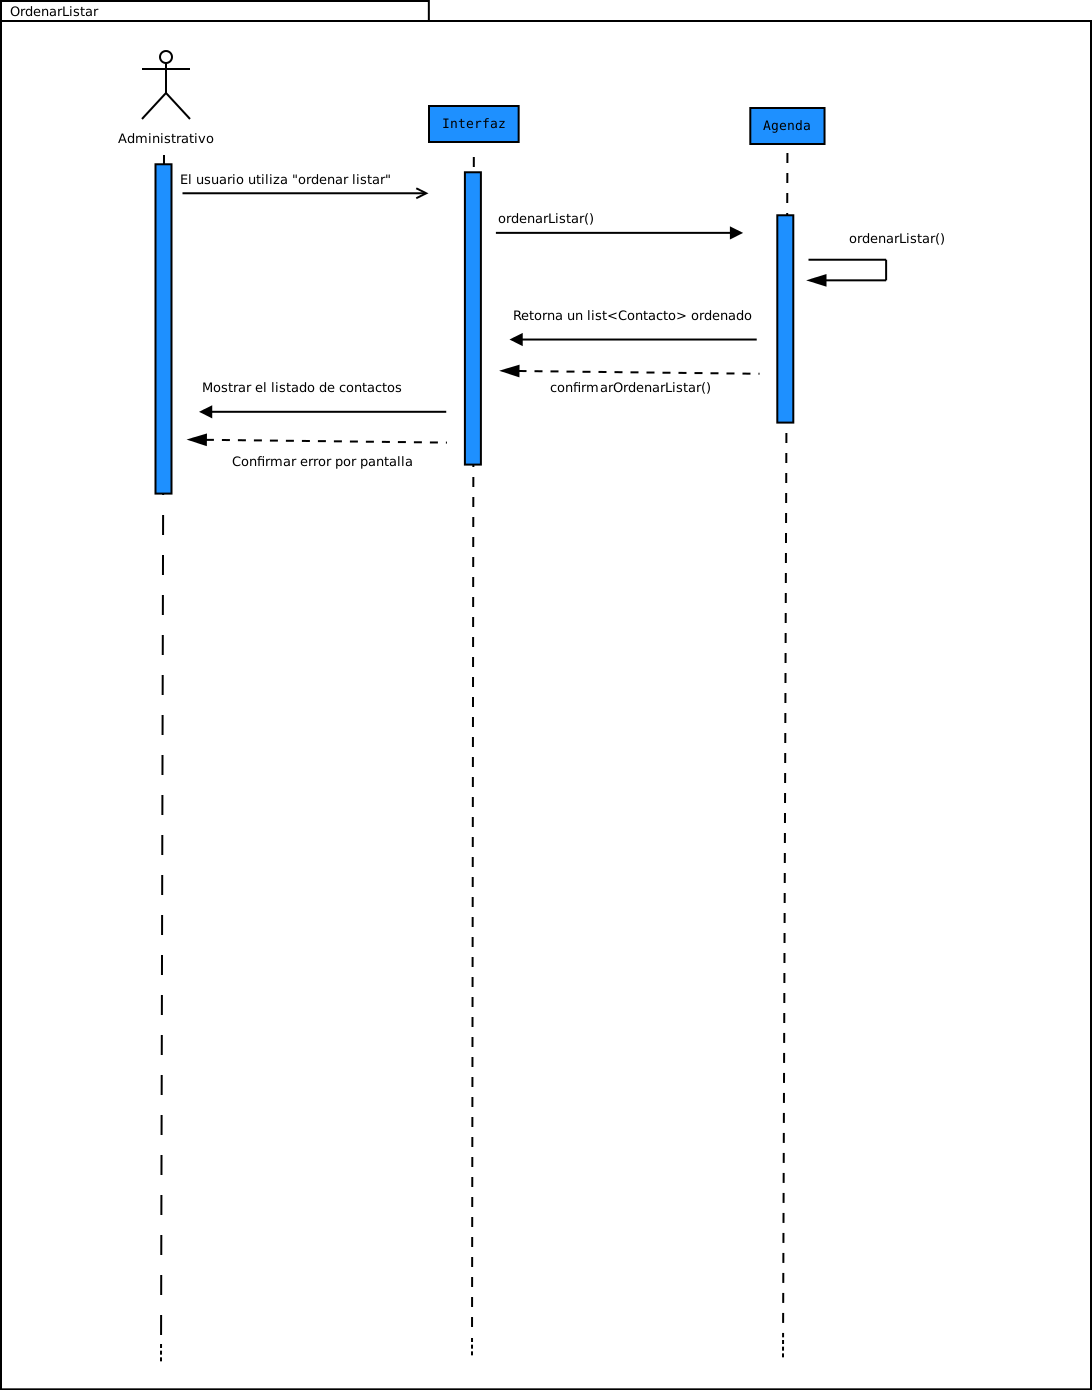 OrdenarListar
Administrativo
Interfaz
Agenda
El usuario utiliza "ordenar listar"
ordenarListar()
ordenarListar()
Retorna un list<Contacto> ordenado
confirmarOrdenarListar()
Mostrar el listado de contactos
Confirmar error por pantalla